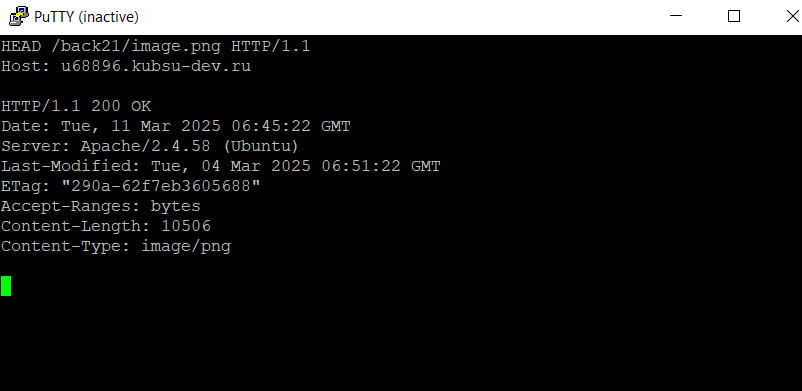 PuTTY (inactive)
HEAD /back21/image.png HTTP/1.1
Host: u68896.kubsu-dev.ru
HTTP/1.1 200 OK
Date: Tue, 11 Mar 2025 06:45:22 GMT
Server: Apache/2.4.58 (Ubuntu)
Last-Modified: Tue, 04 Mar 2025 06:51:22 GMT
ETag: "290a-62f7eb3605688"
Accept-Ranges: bytes
Content-Length: 10506
Content-Type: image/png